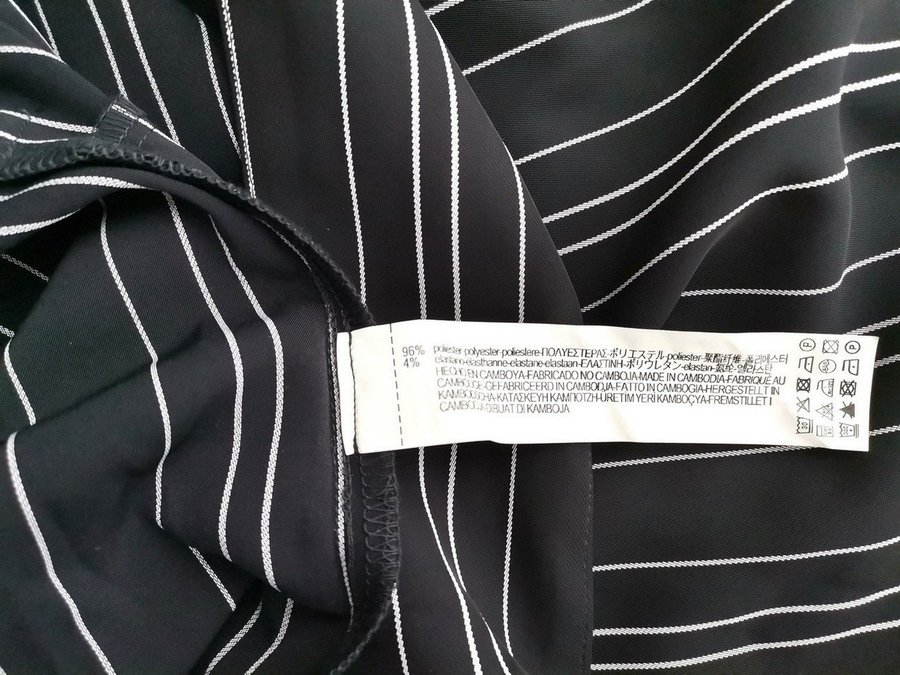 96% poliester-polyester-poliestere-ΠΟΛΥΕΣΤΕΡΑΣ-ポリエステル-poliester-聚酯纤维-폴리에스터
4% elastano-elasthanne-elastane-elastaan-ΕΛΑΣΤΙΝΗ-ポリウレタン-elastan-氨纶-엘라스탄
HECHO EN CAMBOYA-FABRICADO NO CAMBOJA-MADE IN CAMBODIA-FABRIQUÉ AU
CAMBODGE-GEFABRICEERD IN CAMBODJA-FATTO IN CAMBOGIA-HERGESTELLT IN
KAMBODSCHA-ΚΑΤΑΣΚΕΥΗ ΚΑΜΠΟΤΖΗ-ÜRETİM YERİ KAMBOÇYA-FREMSTILLET I
CAMBODJA-DIBUAT DI KAMBOJA